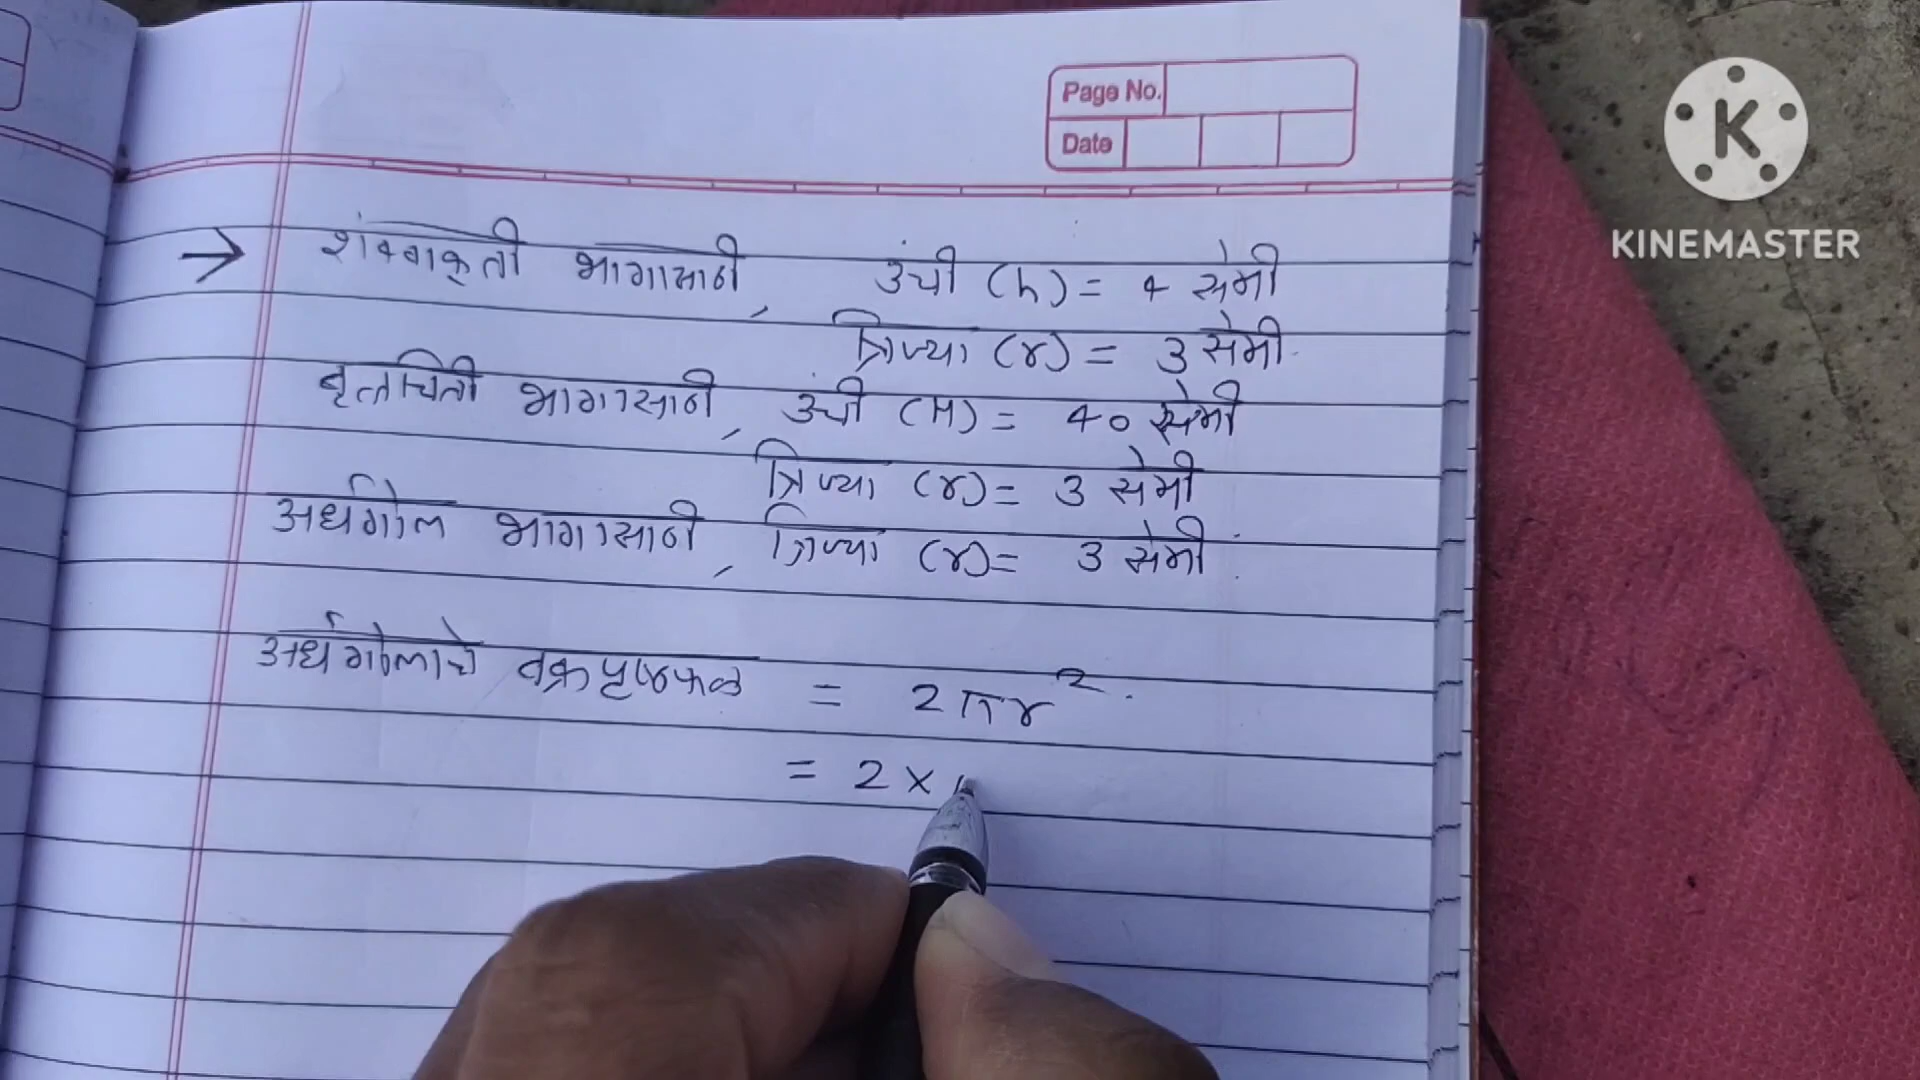 Page No.
Date
K
KINEMASTER
→ शंक्वाकृती भागासाठी, उंची (h) = 4 सेमी
त्रिज्या (r) = 3 सेमी.
वृत्तचिती भागासाठी, उंची (H) = 40 सेमी
त्रिज्या (r) = 3 सेमी
अर्धगोल भागासाठी, त्रिज्या (r) = 3 सेमी.
अर्धगोलाचे वक्रपृष्ठफळ = 2πr².
= 2 ×